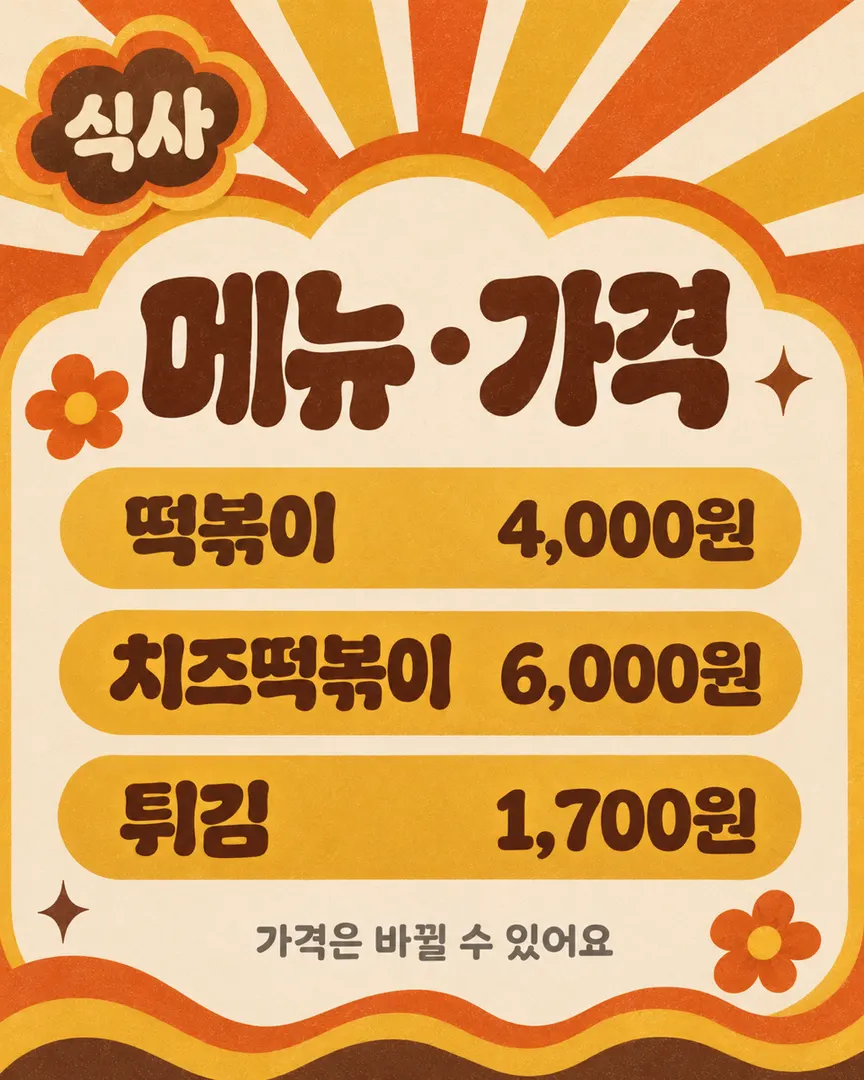 식사
메뉴·가격
떡볶이 4,000원
치즈떡볶이 6,000원
튀김 1,700원
가격은 바뀔 수 있어요